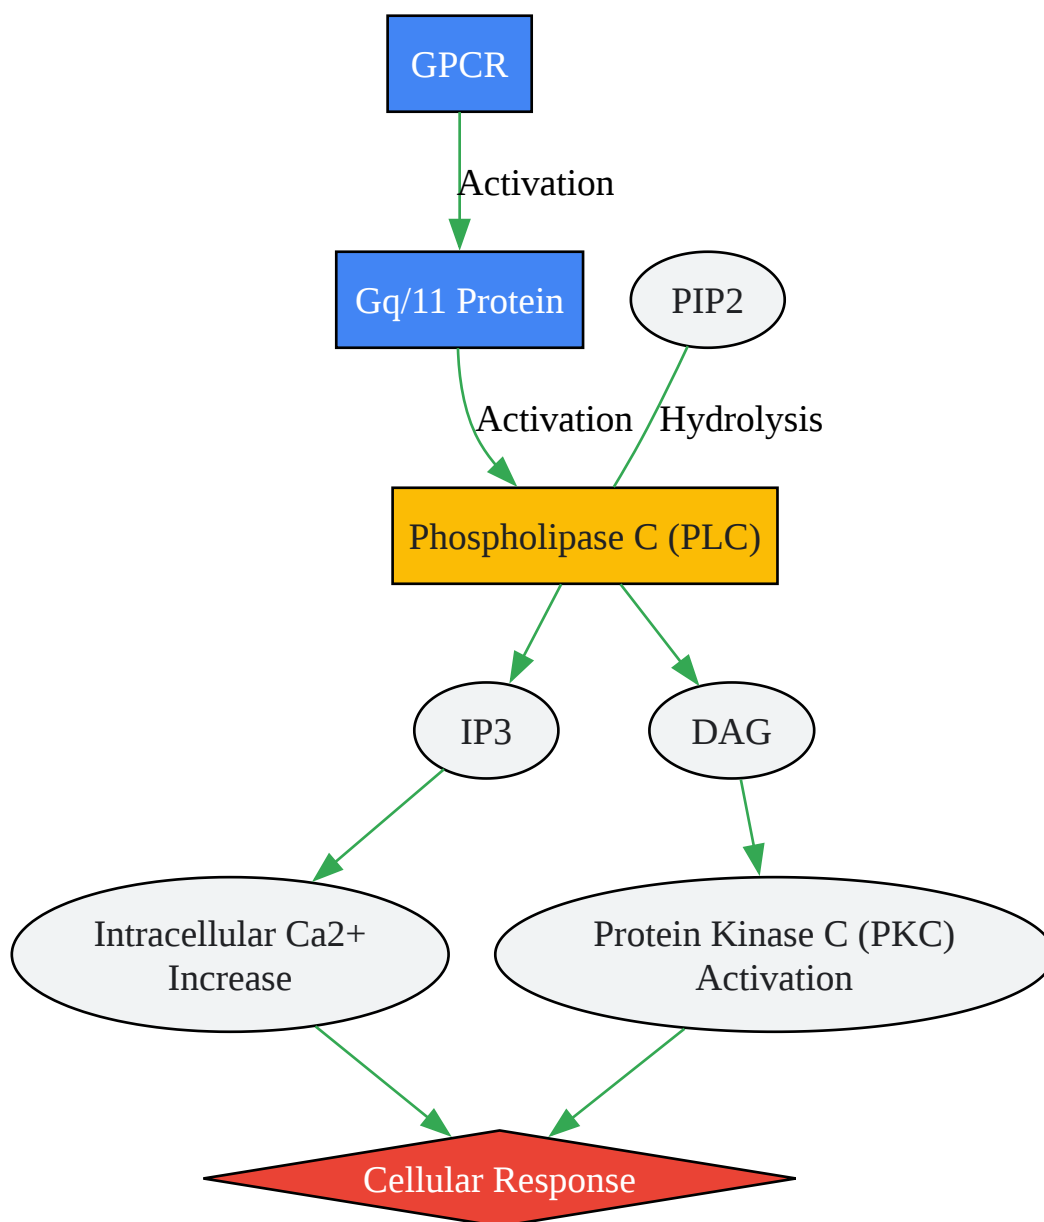 GPCR
Activation
Gq/11 Protein
PIP2
Activation
Hydrolysis
Phospholipase C (PLC)
IP3
DAG
Intracellular Ca2+
Increase
Protein Kinase C (PKC)
Activation
Cellular Response